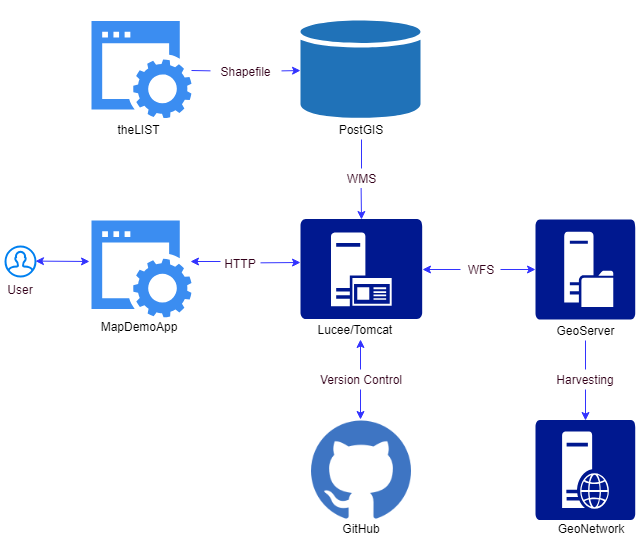 Shapefile
theLIST
PostGIS
WMS
HTTP
WFS
User
MapDemoApp
Lucee/Tomcat
GeoServer
Version Control
Harvesting
GitHub
GeoNetwork